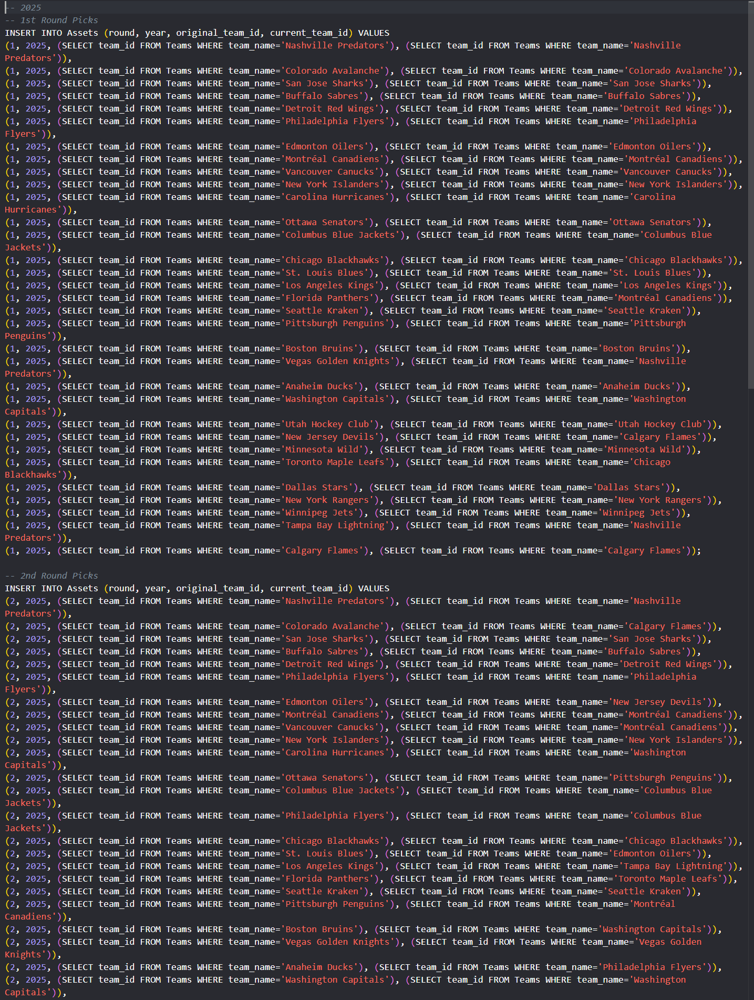 -- 2025
-- 1st Round Picks
INSERT INTO Assets (round, year, original_team_id, current_team_id) VALUES
(1, 2025, (SELECT team_id FROM Teams WHERE team_name='Nashville Predators'), (SELECT team_id FROM Teams WHERE team_name='Nashville
Predators')),
(1, 2025, (SELECT team_id FROM Teams WHERE team_name='Colorado Avalanche'), (SELECT team_id FROM Teams WHERE team_name='Colorado Avalanche')),
(1, 2025, (SELECT team_id FROM Teams WHERE team_name='San Jose Sharks'), (SELECT team_id FROM Teams WHERE team_name='San Jose Sharks')),
(1, 2025, (SELECT team_id FROM Teams WHERE team_name='Buffalo Sabres'), (SELECT team_id FROM Teams WHERE team_name='Buffalo Sabres')),
(1, 2025, (SELECT team_id FROM Teams WHERE team_name='Detroit Red Wings'), (SELECT team_id FROM Teams WHERE team_name='Detroit Red Wings')),
(1, 2025, (SELECT team_id FROM Teams WHERE team_name='Philadelphia Flyers'), (SELECT team_id FROM Teams WHERE team_name='Philadelphia
Flyers')),
(1, 2025, (SELECT team_id FROM Teams WHERE team_name='Edmonton Oilers'), (SELECT team_id FROM Teams WHERE team_name='Edmonton Oilers')),
(1, 2025, (SELECT team_id FROM Teams WHERE team_name='Montréal Canadiens'), (SELECT team_id FROM Teams WHERE team_name='Montréal Canadiens')),
(1, 2025, (SELECT team_id FROM Teams WHERE team_name='Vancouver Canucks'), (SELECT team_id FROM Teams WHERE team_name='Vancouver Canucks')),
(1, 2025, (SELECT team_id FROM Teams WHERE team_name='New York Islanders'), (SELECT team_id FROM Teams WHERE team_name='New York Islanders')),
(1, 2025, (SELECT team_id FROM Teams WHERE team_name='Carolina Hurricanes'), (SELECT team_id FROM Teams WHERE team_name='Carolina
Hurricanes')),
(1, 2025, (SELECT team_id FROM Teams WHERE team_name='Ottawa Senators'), (SELECT team_id FROM Teams WHERE team_name='Ottawa Senators')),
(1, 2025, (SELECT team_id FROM Teams WHERE team_name='Columbus Blue Jackets'), (SELECT team_id FROM Teams WHERE team_name='Columbus Blue
Jackets')),
(1, 2025, (SELECT team_id FROM Teams WHERE team_name='Chicago Blackhawks'), (SELECT team_id FROM Teams WHERE team_name='Chicago Blackhawks')),
(1, 2025, (SELECT team_id FROM Teams WHERE team_name='St. Louis Blues'), (SELECT team_id FROM Teams WHERE team_name='St. Louis Blues')),
(1, 2025, (SELECT team_id FROM Teams WHERE team_name='Los Angeles Kings'), (SELECT team_id FROM Teams WHERE team_name='Los Angeles Kings')),
(1, 2025, (SELECT team_id FROM Teams WHERE team_name='Florida Panthers'), (SELECT team_id FROM Teams WHERE team_name='Montréal Canadiens')),
(1, 2025, (SELECT team_id FROM Teams WHERE team_name='Seattle Kraken'), (SELECT team_id FROM Teams WHERE team_name='Seattle Kraken')),
(1, 2025, (SELECT team_id FROM Teams WHERE team_name='Pittsburgh Penguins'), (SELECT team_id FROM Teams WHERE team_name='Pittsburgh
Penguins')),
(1, 2025, (SELECT team_id FROM Teams WHERE team_name='Boston Bruins'), (SELECT team_id FROM Teams WHERE team_name='Boston Bruins')),
(1, 2025, (SELECT team_id FROM Teams WHERE team_name='Vegas Golden Knights'), (SELECT team_id FROM Teams WHERE team_name='Nashville
Predators')),
(1, 2025, (SELECT team_id FROM Teams WHERE team_name='Anaheim Ducks'), (SELECT team_id FROM Teams WHERE team_name='Anaheim Ducks')),
(1, 2025, (SELECT team_id FROM Teams WHERE team_name='Washington Capitals'), (SELECT team_id FROM Teams WHERE team_name='Washington
Capitals')),
(1, 2025, (SELECT team_id FROM Teams WHERE team_name='Utah Hockey Club'), (SELECT team_id FROM Teams WHERE team_name='Utah Hockey Club')),
(1, 2025, (SELECT team_id FROM Teams WHERE team_name='New Jersey Devils'), (SELECT team_id FROM Teams WHERE team_name='Calgary Flames')),
(1, 2025, (SELECT team_id FROM Teams WHERE team_name='Minnesota Wild'), (SELECT team_id FROM Teams WHERE team_name='Minnesota Wild')),
(1, 2025, (SELECT team_id FROM Teams WHERE team_name='Toronto Maple Leafs'), (SELECT team_id FROM Teams WHERE team_name='Chicago
Blackhawks')),
(1, 2025, (SELECT team_id FROM Teams WHERE team_name='Dallas Stars'), (SELECT team_id FROM Teams WHERE team_name='Dallas Stars')),
(1, 2025, (SELECT team_id FROM Teams WHERE team_name='New York Rangers'), (SELECT team_id FROM Teams WHERE team_name='New York Rangers')),
(1, 2025, (SELECT team_id FROM Teams WHERE team_name='Winnipeg Jets'), (SELECT team_id FROM Teams WHERE team_name='Winnipeg Jets')),
(1, 2025, (SELECT team_id FROM Teams WHERE team_name='Tampa Bay Lightning'), (SELECT team_id FROM Teams WHERE team_name='Nashville
Predators')),
(1, 2025, (SELECT team_id FROM Teams WHERE team_name='Calgary Flames'), (SELECT team_id FROM Teams WHERE team_name='Calgary Flames'));
-- 2nd Round Picks
INSERT INTO Assets (round, year, original_team_id, current_team_id) VALUES
(2, 2025, (SELECT team_id FROM Teams WHERE team_name='Nashville Predators'), (SELECT team_id FROM Teams WHERE team_name='Nashville
Predators')),
(2, 2025, (SELECT team_id FROM Teams WHERE team_name='Colorado Avalanche'), (SELECT team_id FROM Teams WHERE team_name='Calgary Flames')),
(2, 2025, (SELECT team_id FROM Teams WHERE team_name='San Jose Sharks'), (SELECT team_id FROM Teams WHERE team_name='San Jose Sharks')),
(2, 2025, (SELECT team_id FROM Teams WHERE team_name='Buffalo Sabres'), (SELECT team_id FROM Teams WHERE team_name='Buffalo Sabres')),
(2, 2025, (SELECT team_id FROM Teams WHERE team_name='Detroit Red Wings'), (SELECT team_id FROM Teams WHERE team_name='Detroit Red Wings')),
(2, 2025, (SELECT team_id FROM Teams WHERE team_name='Philadelphia Flyers'), (SELECT team_id FROM Teams WHERE team_name='Philadelphia
Flyers')),
(2, 2025, (SELECT team_id FROM Teams WHERE team_name='Edmonton Oilers'), (SELECT team_id FROM Teams WHERE team_name='New Jersey Devils')),
(2, 2025, (SELECT team_id FROM Teams WHERE team_name='Montréal Canadiens'), (SELECT team_id FROM Teams WHERE team_name='Montréal Canadiens')),
(2, 2025, (SELECT team_id FROM Teams WHERE team_name='Vancouver Canucks'), (SELECT team_id FROM Teams WHERE team_name='Montréal Canadiens')),
(2, 2025, (SELECT team_id FROM Teams WHERE team_name='New York Islanders'), (SELECT team_id FROM Teams WHERE team_name='New York Islanders')),
(2, 2025, (SELECT team_id FROM Teams WHERE team_name='Carolina Hurricanes'), (SELECT team_id FROM Teams WHERE team_name='Washington
Capitals')),
(2, 2025, (SELECT team_id FROM Teams WHERE team_name='Ottawa Senators'), (SELECT team_id FROM Teams WHERE team_name='Pittsburgh Penguins')),
(2, 2025, (SELECT team_id FROM Teams WHERE team_name='Columbus Blue Jackets'), (SELECT team_id FROM Teams WHERE team_name='Columbus Blue
Jackets')),
(2, 2025, (SELECT team_id FROM Teams WHERE team_name='Philadelphia Flyers'), (SELECT team_id FROM Teams WHERE team_name='Columbus Blue
Jackets')),
(2, 2025, (SELECT team_id FROM Teams WHERE team_name='Chicago Blackhawks'), (SELECT team_id FROM Teams WHERE team_name='Chicago Blackhawks')),
(2, 2025, (SELECT team_id FROM Teams WHERE team_name='St. Louis Blues'), (SELECT team_id FROM Teams WHERE team_name='Edmonton Oilers')),
(2, 2025, (SELECT team_id FROM Teams WHERE team_name='Los Angeles Kings'), (SELECT team_id FROM Teams WHERE team_name='Tampa Bay Lightning')),
(2, 2025, (SELECT team_id FROM Teams WHERE team_name='Florida Panthers'), (SELECT team_id FROM Teams WHERE team_name='Toronto Maple Leafs')),
(2, 2025, (SELECT team_id FROM Teams WHERE team_name='Seattle Kraken'), (SELECT team_id FROM Teams WHERE team_name='Seattle Kraken')),
(2, 2025, (SELECT team_id FROM Teams WHERE team_name='Pittsburgh Penguins'), (SELECT team_id FROM Teams WHERE team_name='Montréal
Canadiens')),
(2, 2025, (SELECT team_id FROM Teams WHERE team_name='Boston Bruins'), (SELECT team_id FROM Teams WHERE team_name='Washington Capitals')),
(2, 2025, (SELECT team_id FROM Teams WHERE team_name='Vegas Golden Knights'), (SELECT team_id FROM Teams WHERE team_name='Vegas Golden
Knights')),
(2, 2025, (SELECT team_id FROM Teams WHERE team_name='Anaheim Ducks'), (SELECT team_id FROM Teams WHERE team_name='Philadelphia Flyers')),
(2, 2025, (SELECT team_id FROM Teams WHERE team_name='Washington Capitals'), (SELECT team_id FROM Teams WHERE team_name='Washington
Capitals')),